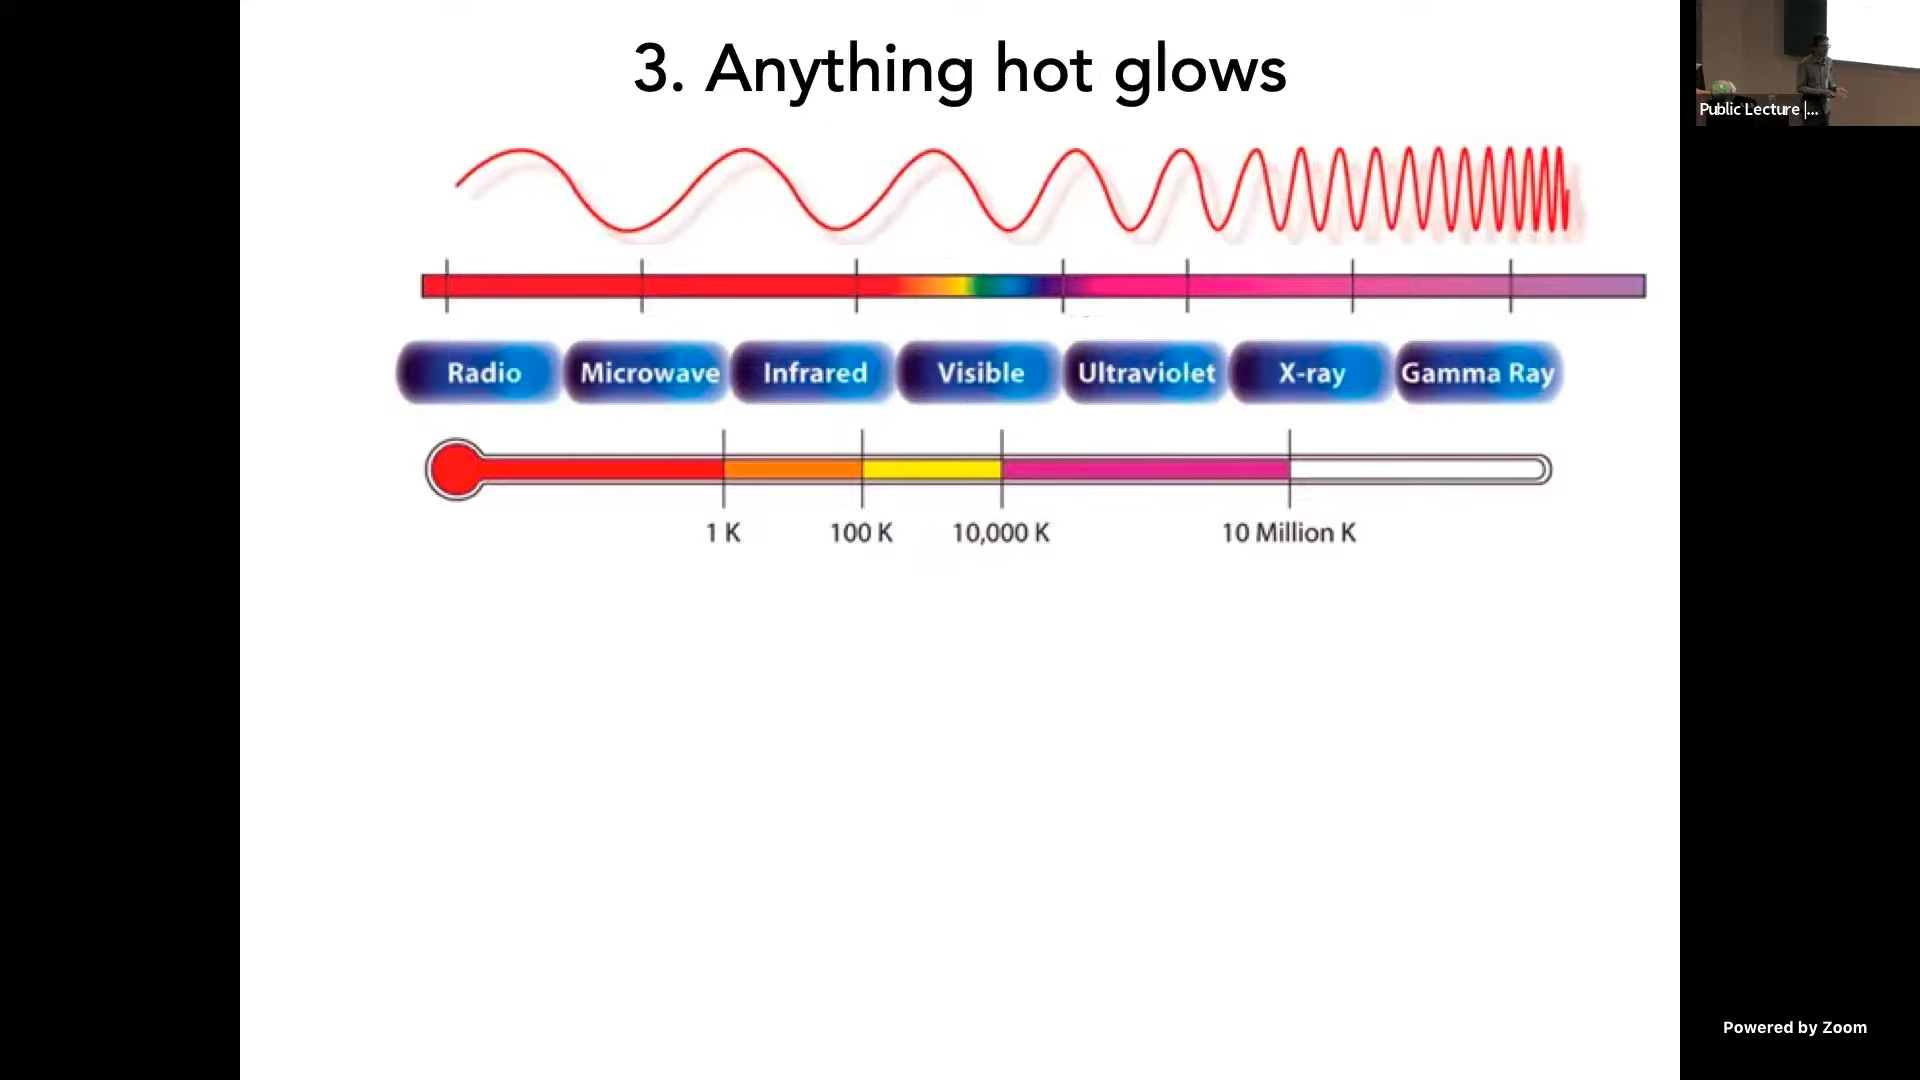 3. Anything hot glows
Public Lecture |...
Radio Microwave Infrared Visible Ultraviolet X-ray Gamma Ray
1 K 100 K 10,000 K 10 Million K
Powered by Zoom